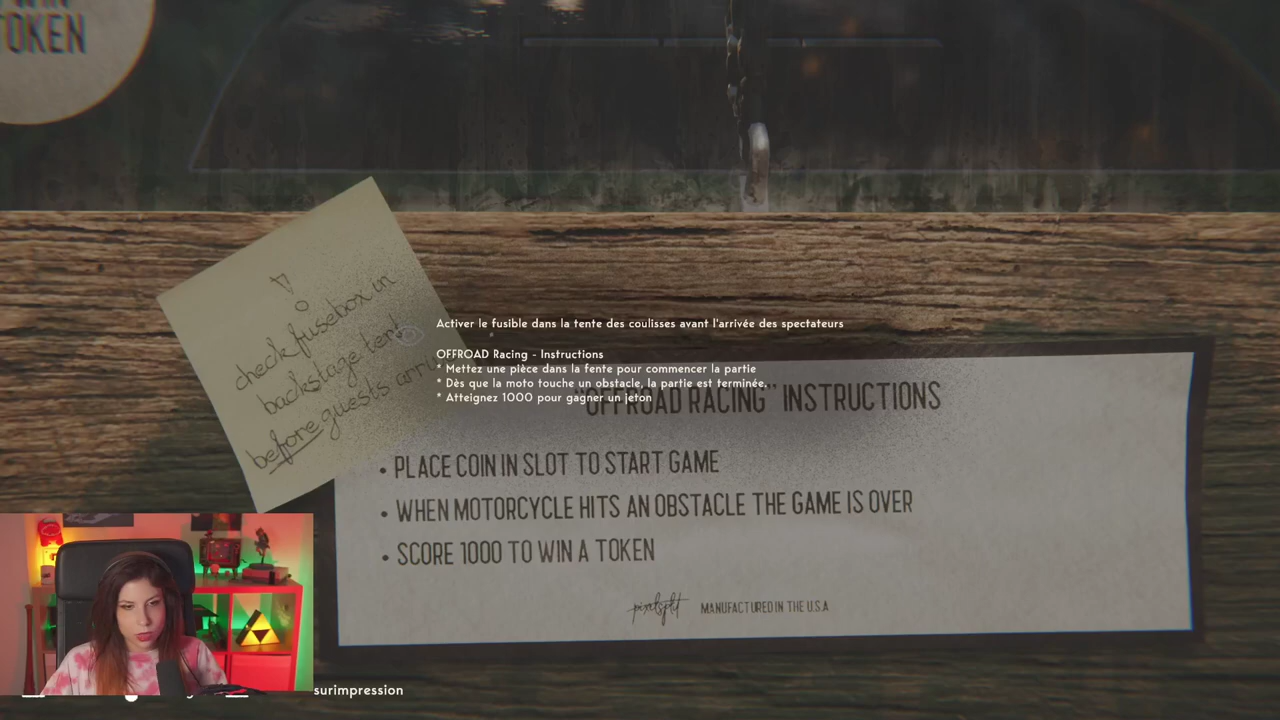 WIN
TOKEN
check fusebox in
backstage tent
before guests arri
Activer le fusible dans la tente des coulisses avant l'arrivée des spectateurs
OFFROAD Racing - Instructions
* Mettez une pièce dans la fente pour commencer la partie
* Dès que la moto touche un obstacle, la partie est terminée.
* Atteignez 1000 pour gagner un jeton
"OFFROAD RACING" INSTRUCTIONS
• PLACE COIN IN SLOT TO START GAME
• WHEN MOTORCYCLE HITS AN OBSTACLE THE GAME IS OVER
• SCORE 1000 TO WIN A TOKEN
pixelsplit MANUFACTURED IN THE U.S.A
surimpression